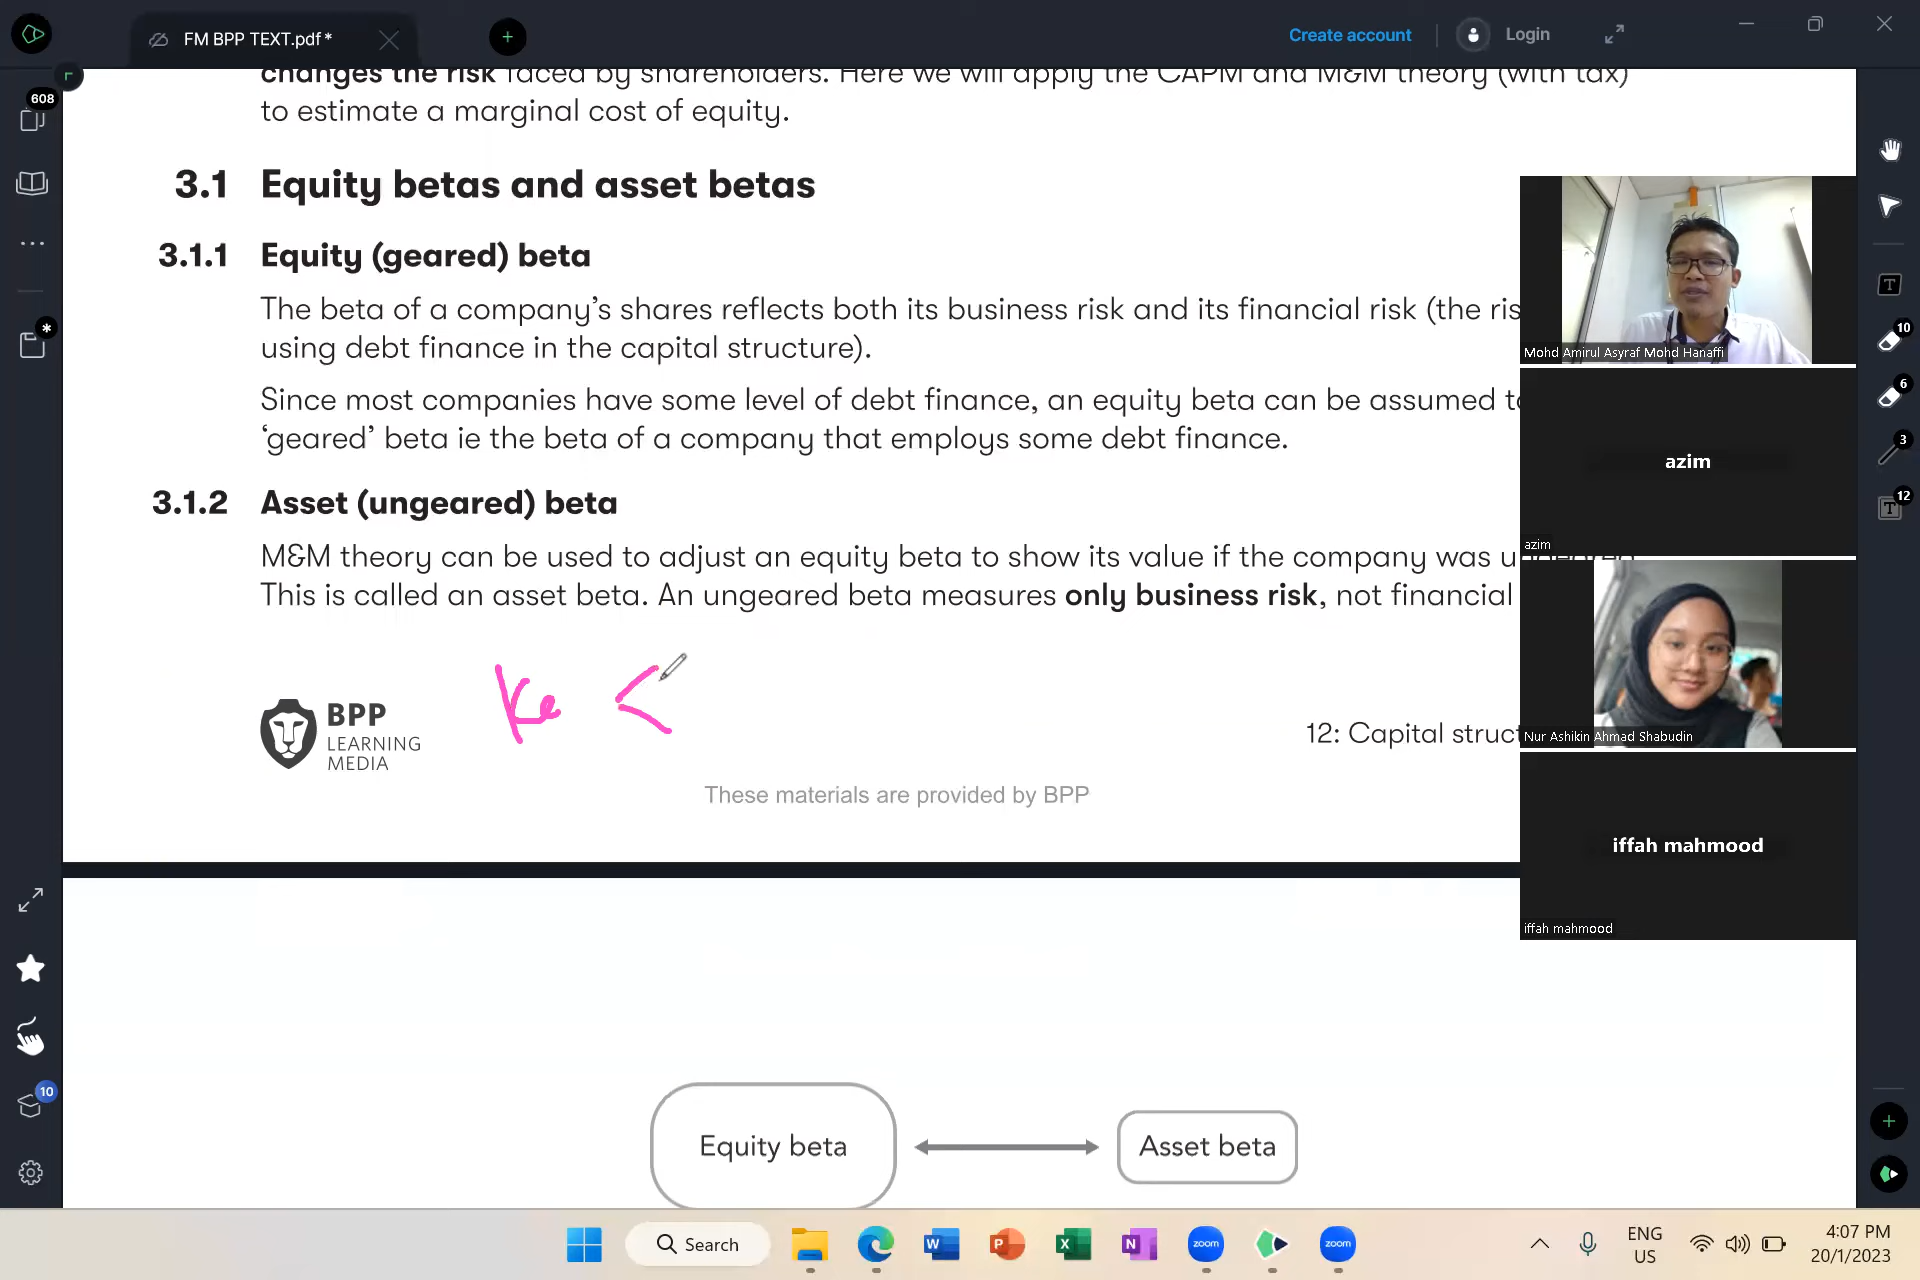 FM BPP TEXT.pdf *
Create account
Login
608
changes the risk faced by shareholders. Here we will apply the CAPM and M&M theory (with tax)
to estimate a marginal cost of equity.
3.1 Equity betas and asset betas
3.1.1 Equity (geared) beta
The beta of a company's shares reflects both its business risk and its financial risk (the ris
using debt finance in the capital structure).
Since most companies have some level of debt finance, an equity beta can be assumed to
'geared' beta ie the beta of a company that employs some debt finance.
3.1.2 Asset (ungeared) beta
M&M theory can be used to adjust an equity beta to show its value if the company was ungeared.
This is called an asset beta. An ungeared beta measures only business risk, not financial
Ke <
BPP
LEARNING
MEDIA
12: Capital struct
These materials are provided by BPP
Equity beta
Asset beta
Mohd Amirul Asyraf Mohd Hanaffi
azim
azim
Nur Ashikin Ahmad Shabudin
iffah mahmood
iffah mahmood
10
6
3
12
10
Search
zoom
zoom
ENG
US
4:07 PM
20/1/2023